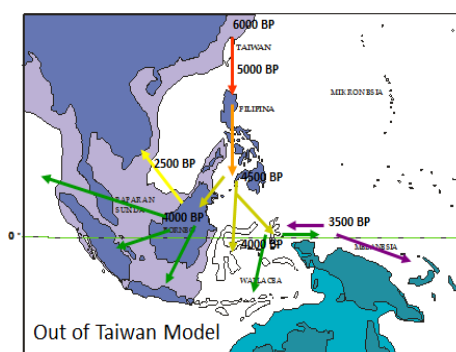 6000 BP
TAIWAN
5000 BP
MIKRONESIA
FILIPINA
2500 BP
4500 BP
PAPARAN
SUNDA
4000 BP
BORNEO
3500 BP
0
4000 BP
MELANESIA
WALLACEA
Out of Taiwan Model